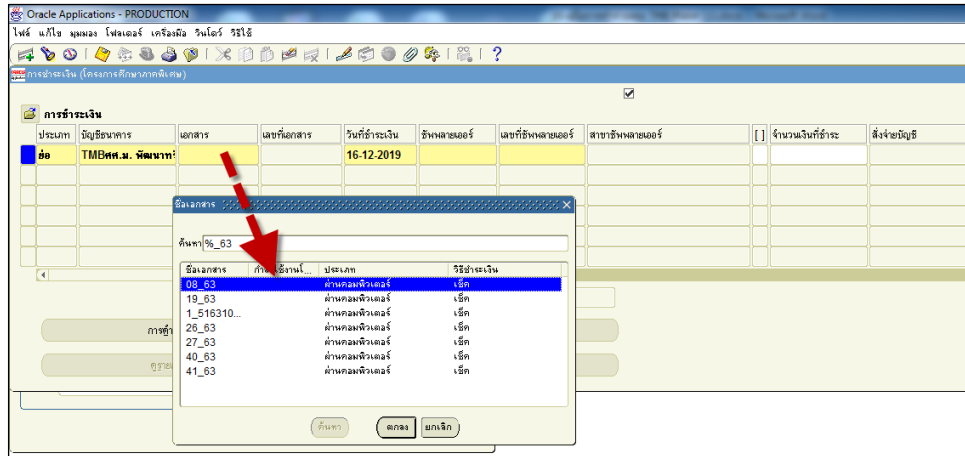 Oracle Applications - PRODUCTION
ไฟล์ แก้ไข มุมมอง โฟลเดอร์ เครื่องมือ วินโดว์ วิธีใช้
การชำระเงิน (โครงการศึกษาภาคพิเศษ)
การชำระเงิน
ประเภท บัญชีธนาคาร เอกสาร เลขที่เอกสาร วันที่ชำระเงิน ซัพพลายเออร์ เลขที่ซัพพลายเออร์ สาขาซัพพลายเออร์ [ ] จำนวนเงินที่ชำระ สั่งจ่ายบัญชี
ย่อ TMBศศ.ม. พัฒนาท 16-12-2019
ชื่อเอกสาร
ค้นหา %_63
ชื่อเอกสาร ประเภท วิธีชำระเงิน
08_63 ผ่านคอมพิวเตอร์ เช็ค
19_63 ผ่านคอมพิวเตอร์ เช็ค
1_516310... ผ่านคอมพิวเตอร์ เช็ค
26_63 ผ่านคอมพิวเตอร์ เช็ค
27_63 ผ่านคอมพิวเตอร์ เช็ค
40_63 ผ่านคอมพิวเตอร์ เช็ค
41_63 ผ่านคอมพิวเตอร์ เช็ค
ค้นหา ตกลง ยกเลิก